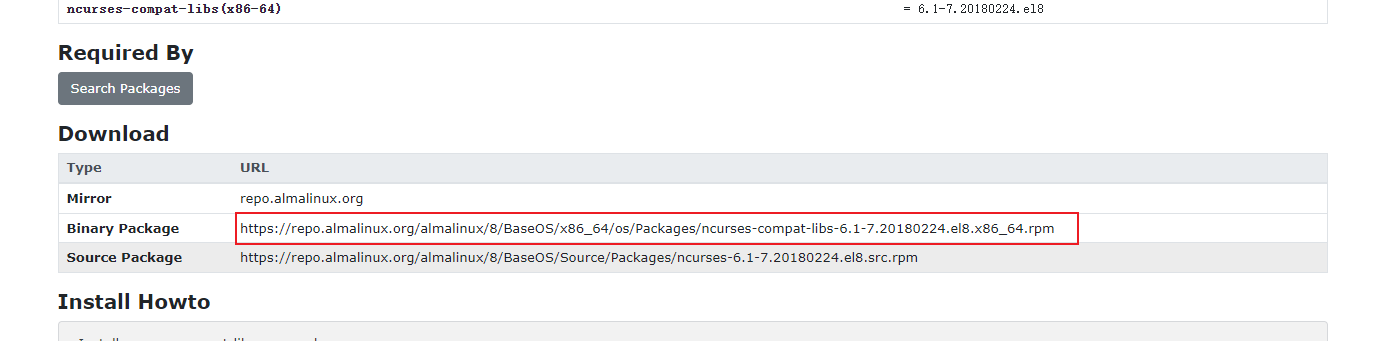 ncurses-compat-libs(x86-64) = 6.1-7.20180224.el8
Required By
Search Packages
Download
Type URL
Mirror repo.almalinux.org
Binary Package https://repo.almalinux.org/almalinux/8/BaseOS/x86_64/os/Packages/ncurses-compat-libs-6.1-7.20180224.el8.x86_64.rpm
Source Package https://repo.almalinux.org/almalinux/8/BaseOS/Source/Packages/ncurses-6.1-7.20180224.el8.src.rpm
Install Howto